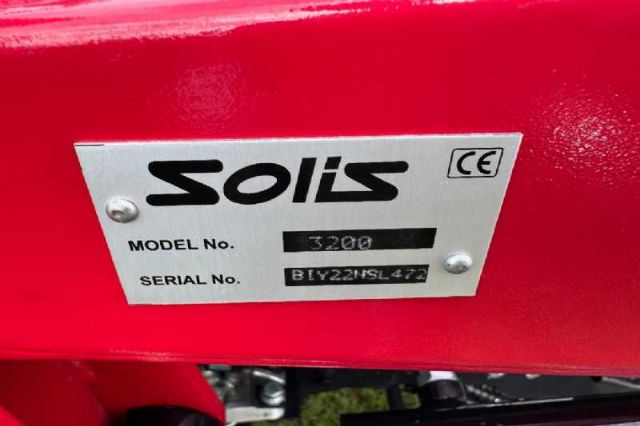 Solis
CE
MODEL No. 3200
SERIAL No. BIY22NSL472